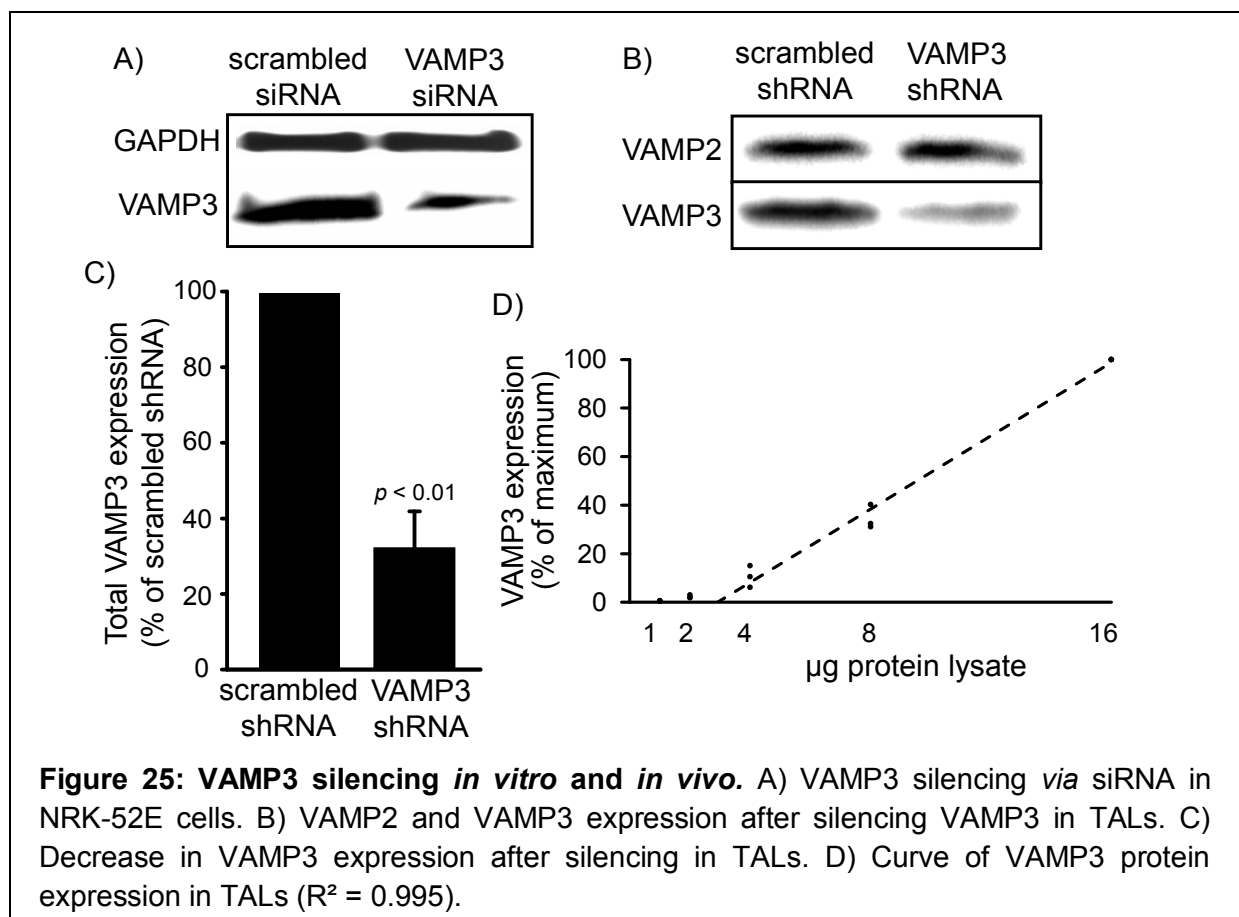 A)
scrambled siRNA
VAMP3 siRNA
GAPDH
VAMP3
B)
scrambled shRNA
VAMP3 shRNA
VAMP2
VAMP3
C)
Total VAMP3 expression
(% of scrambled shRNA)
100
80
60
40
20
0
p < 0.01
scrambled shRNA
VAMP3 shRNA
D)
VAMP3 expression
(% of maximum)
100
80
60
40
20
0
1 2 4 8 16
µg protein lysate
Figure 25: VAMP3 silencing in vitro and in vivo. A) VAMP3 silencing via siRNA in
NRK-52E cells. B) VAMP2 and VAMP3 expression after silencing VAMP3 in TALs. C)
Decrease in VAMP3 expression after silencing in TALs. D) Curve of VAMP3 protein
expression in TALs (R² = 0.995).